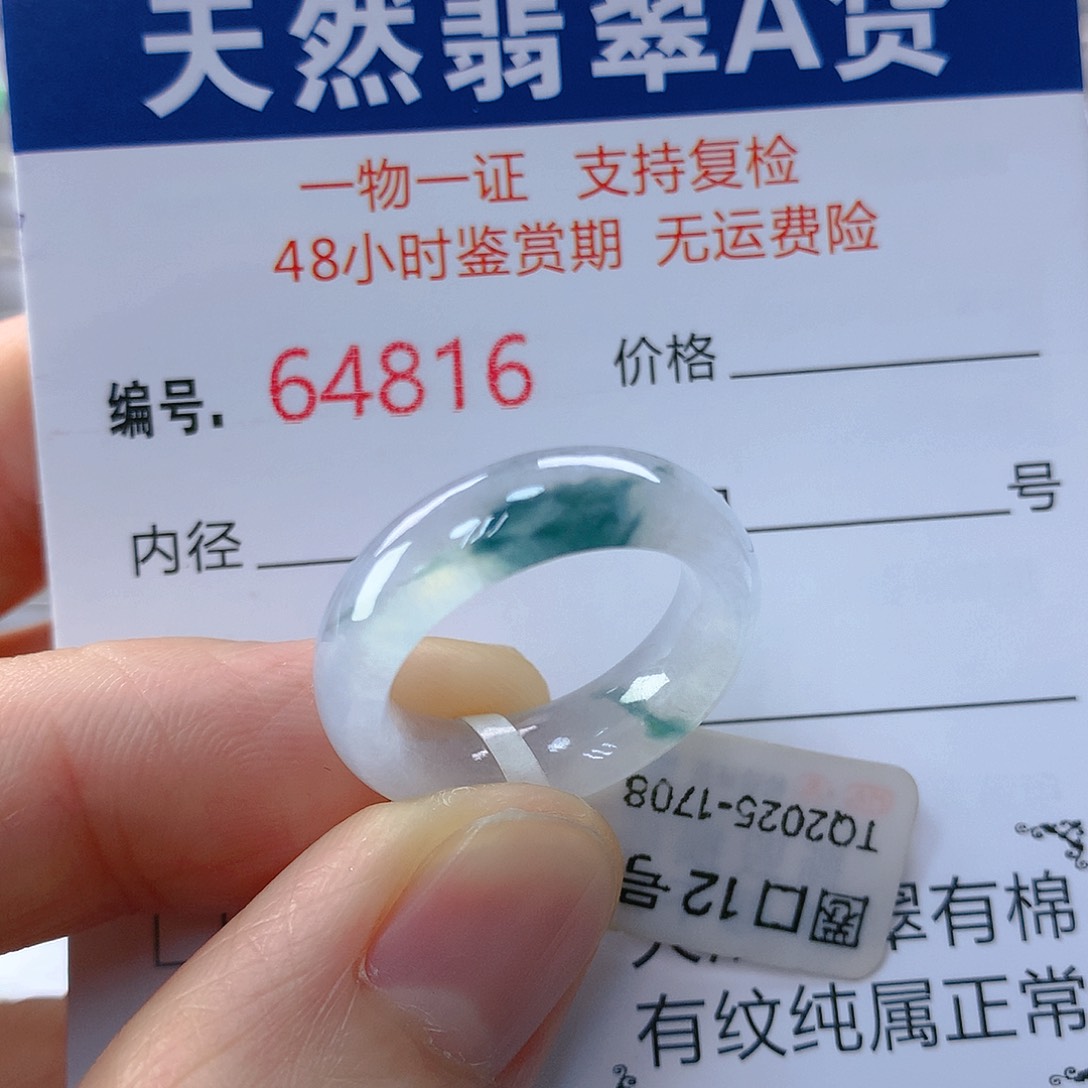 天然翡翠A货
一物一证 支持复检
48小时鉴赏期 无运费险
编号. 64816
价格
内径
号
TQ2025-1708
圈口12号
翠有棉
有纹纯属正常